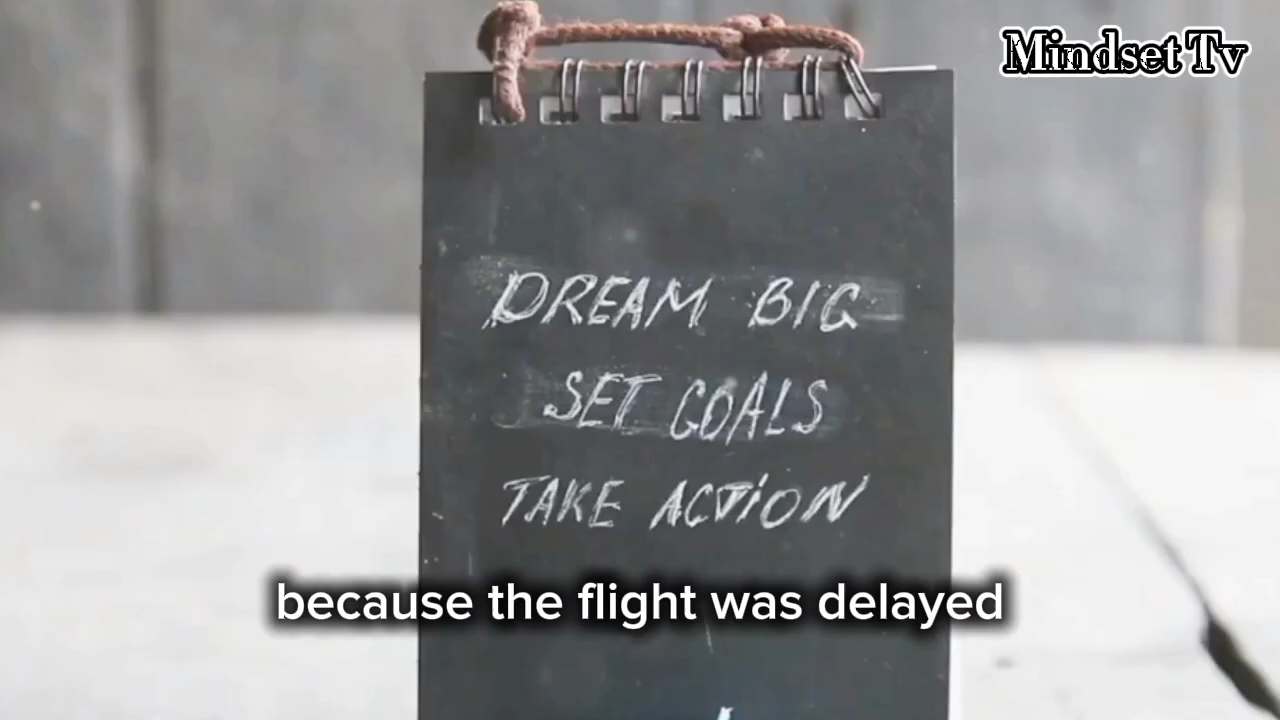 Mindset Tv
DREAM BIG
SET GOALS
TAKE ACTION
because the flight was delayed